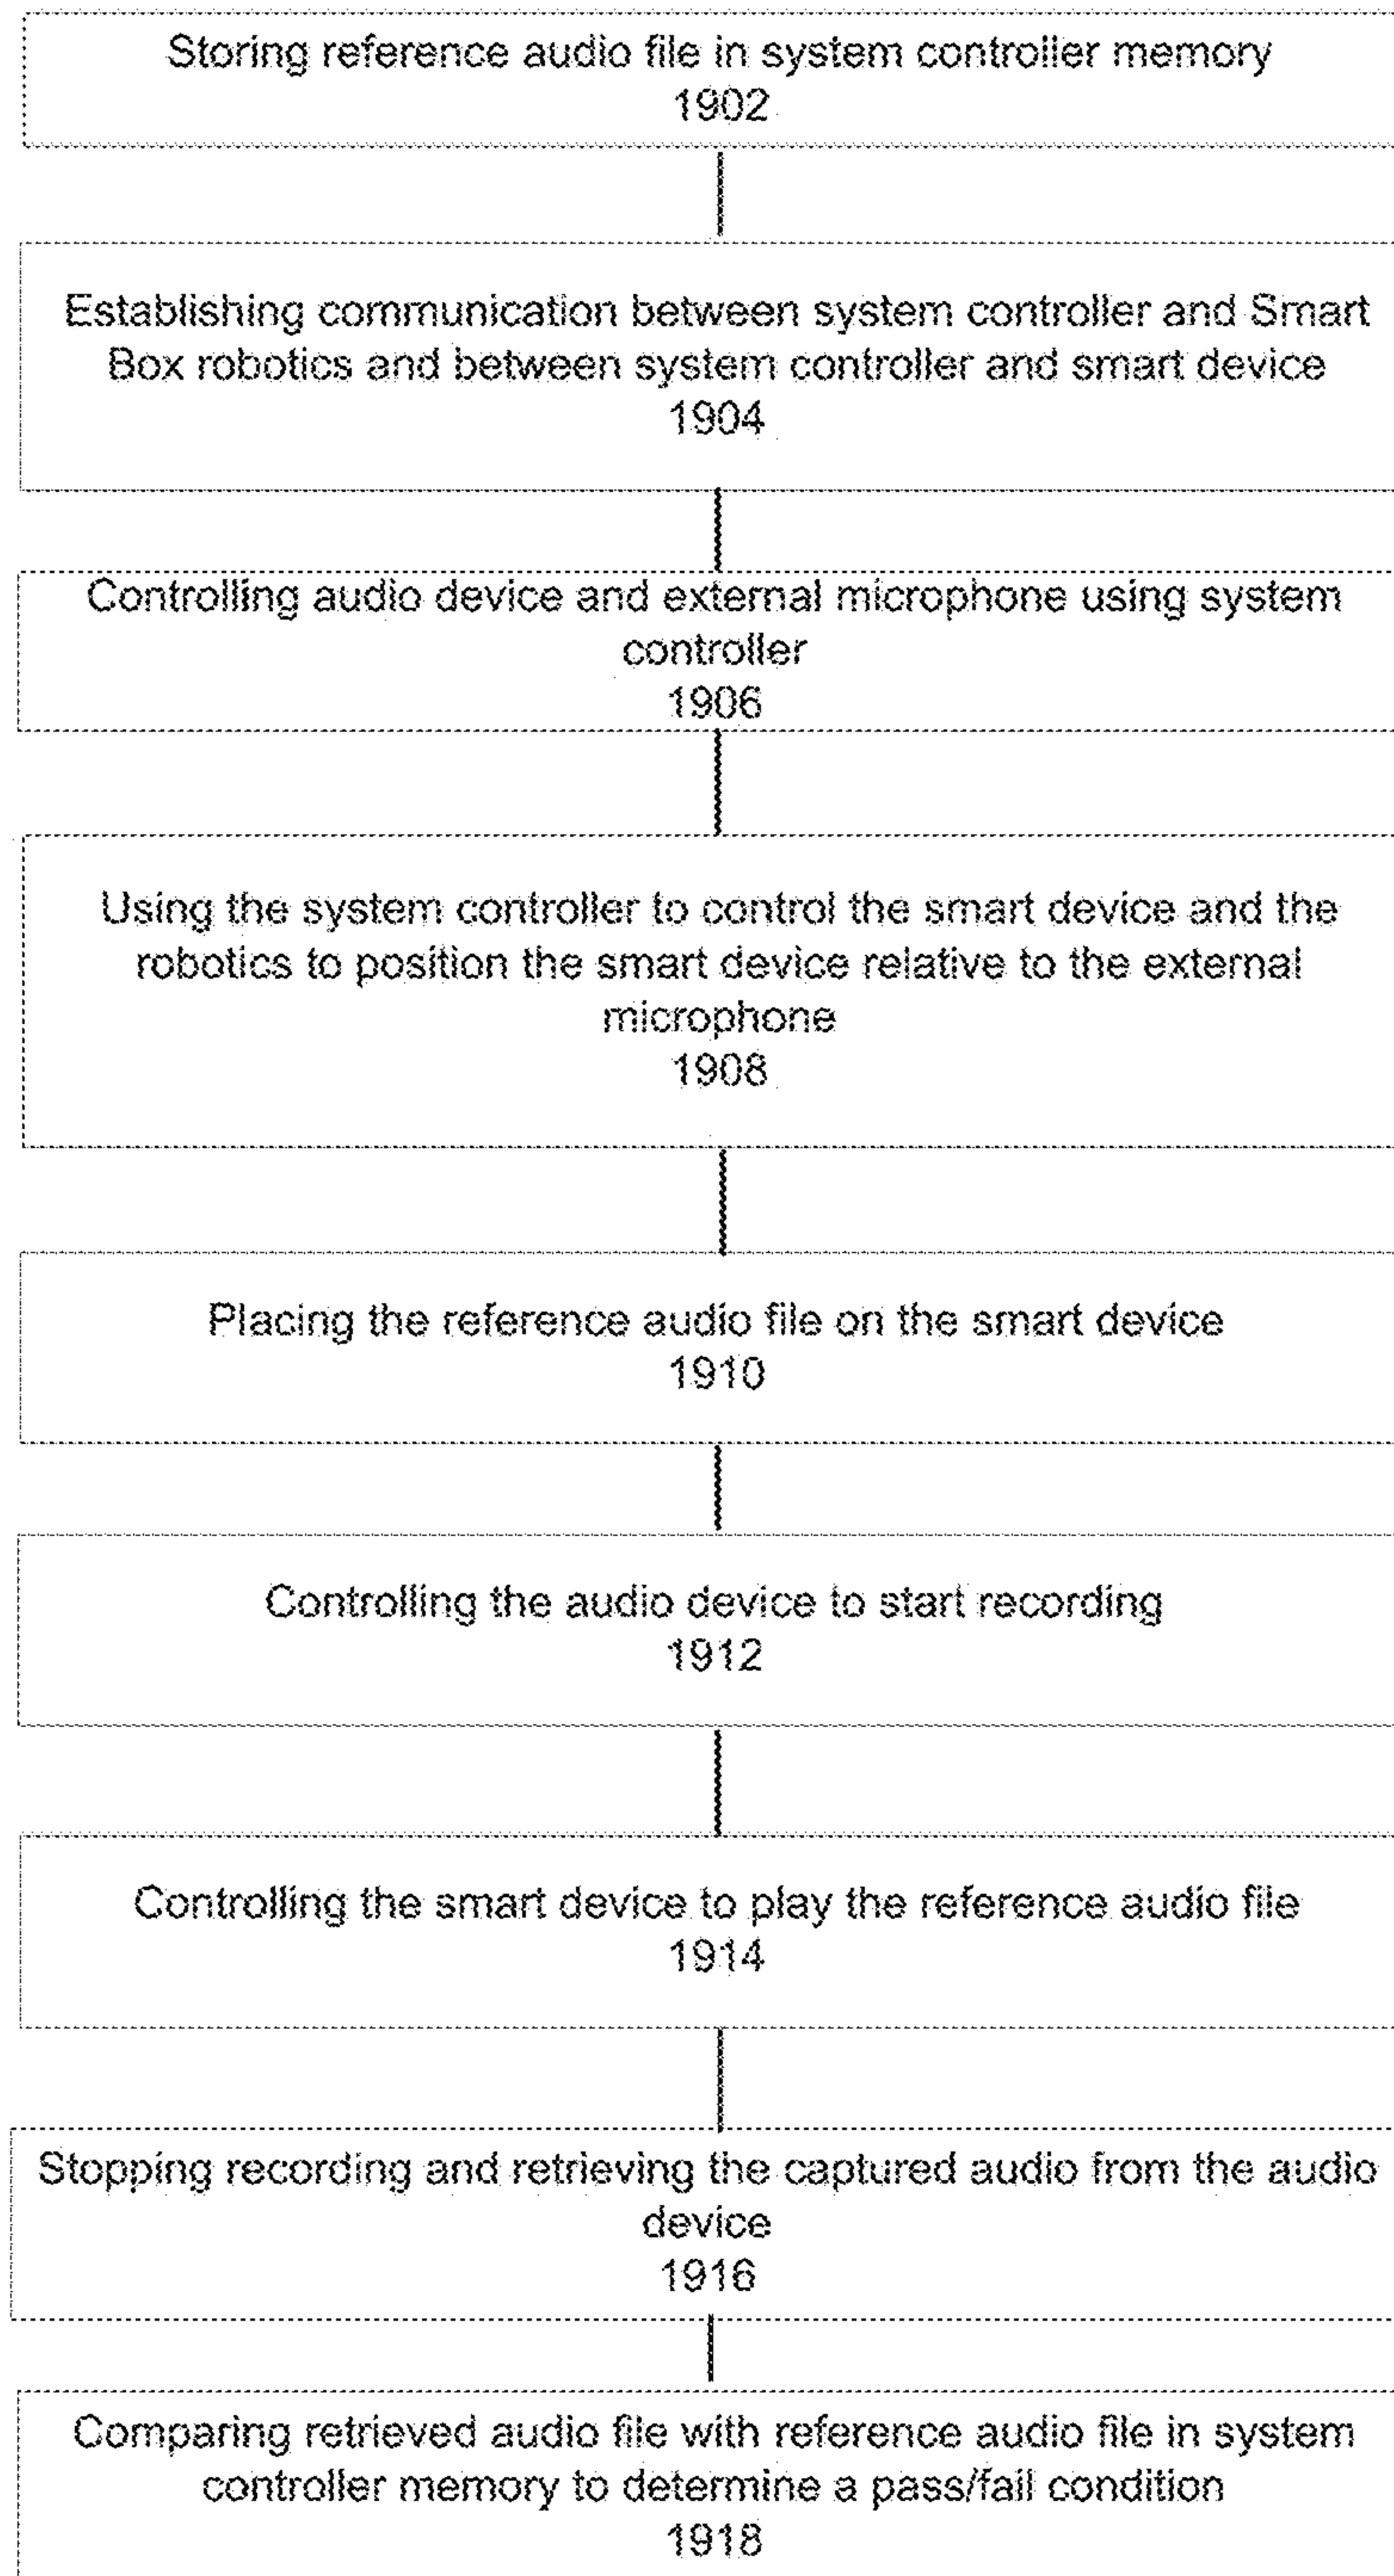 Storing reference audio file in system controller memory
1902
Establishing communication between system controller and Smart
Box robotics and between system controller and smart device
1904
Controlling audio device and external microphone using system
controller
1906
Using the system controller to control the smart device and the
robotics to position the smart device relative to the external
microphone
1908
Placing the reference audio file on the smart device
1910
Controlling the audio device to start recording
1912
Controlling the smart device to play the reference audio file
1914
Stopping recording and retrieving the captured audio from the audio
device
1916
Comparing retrieved audio file with reference audio file in system
controller memory to determine a pass/fail condition
1918